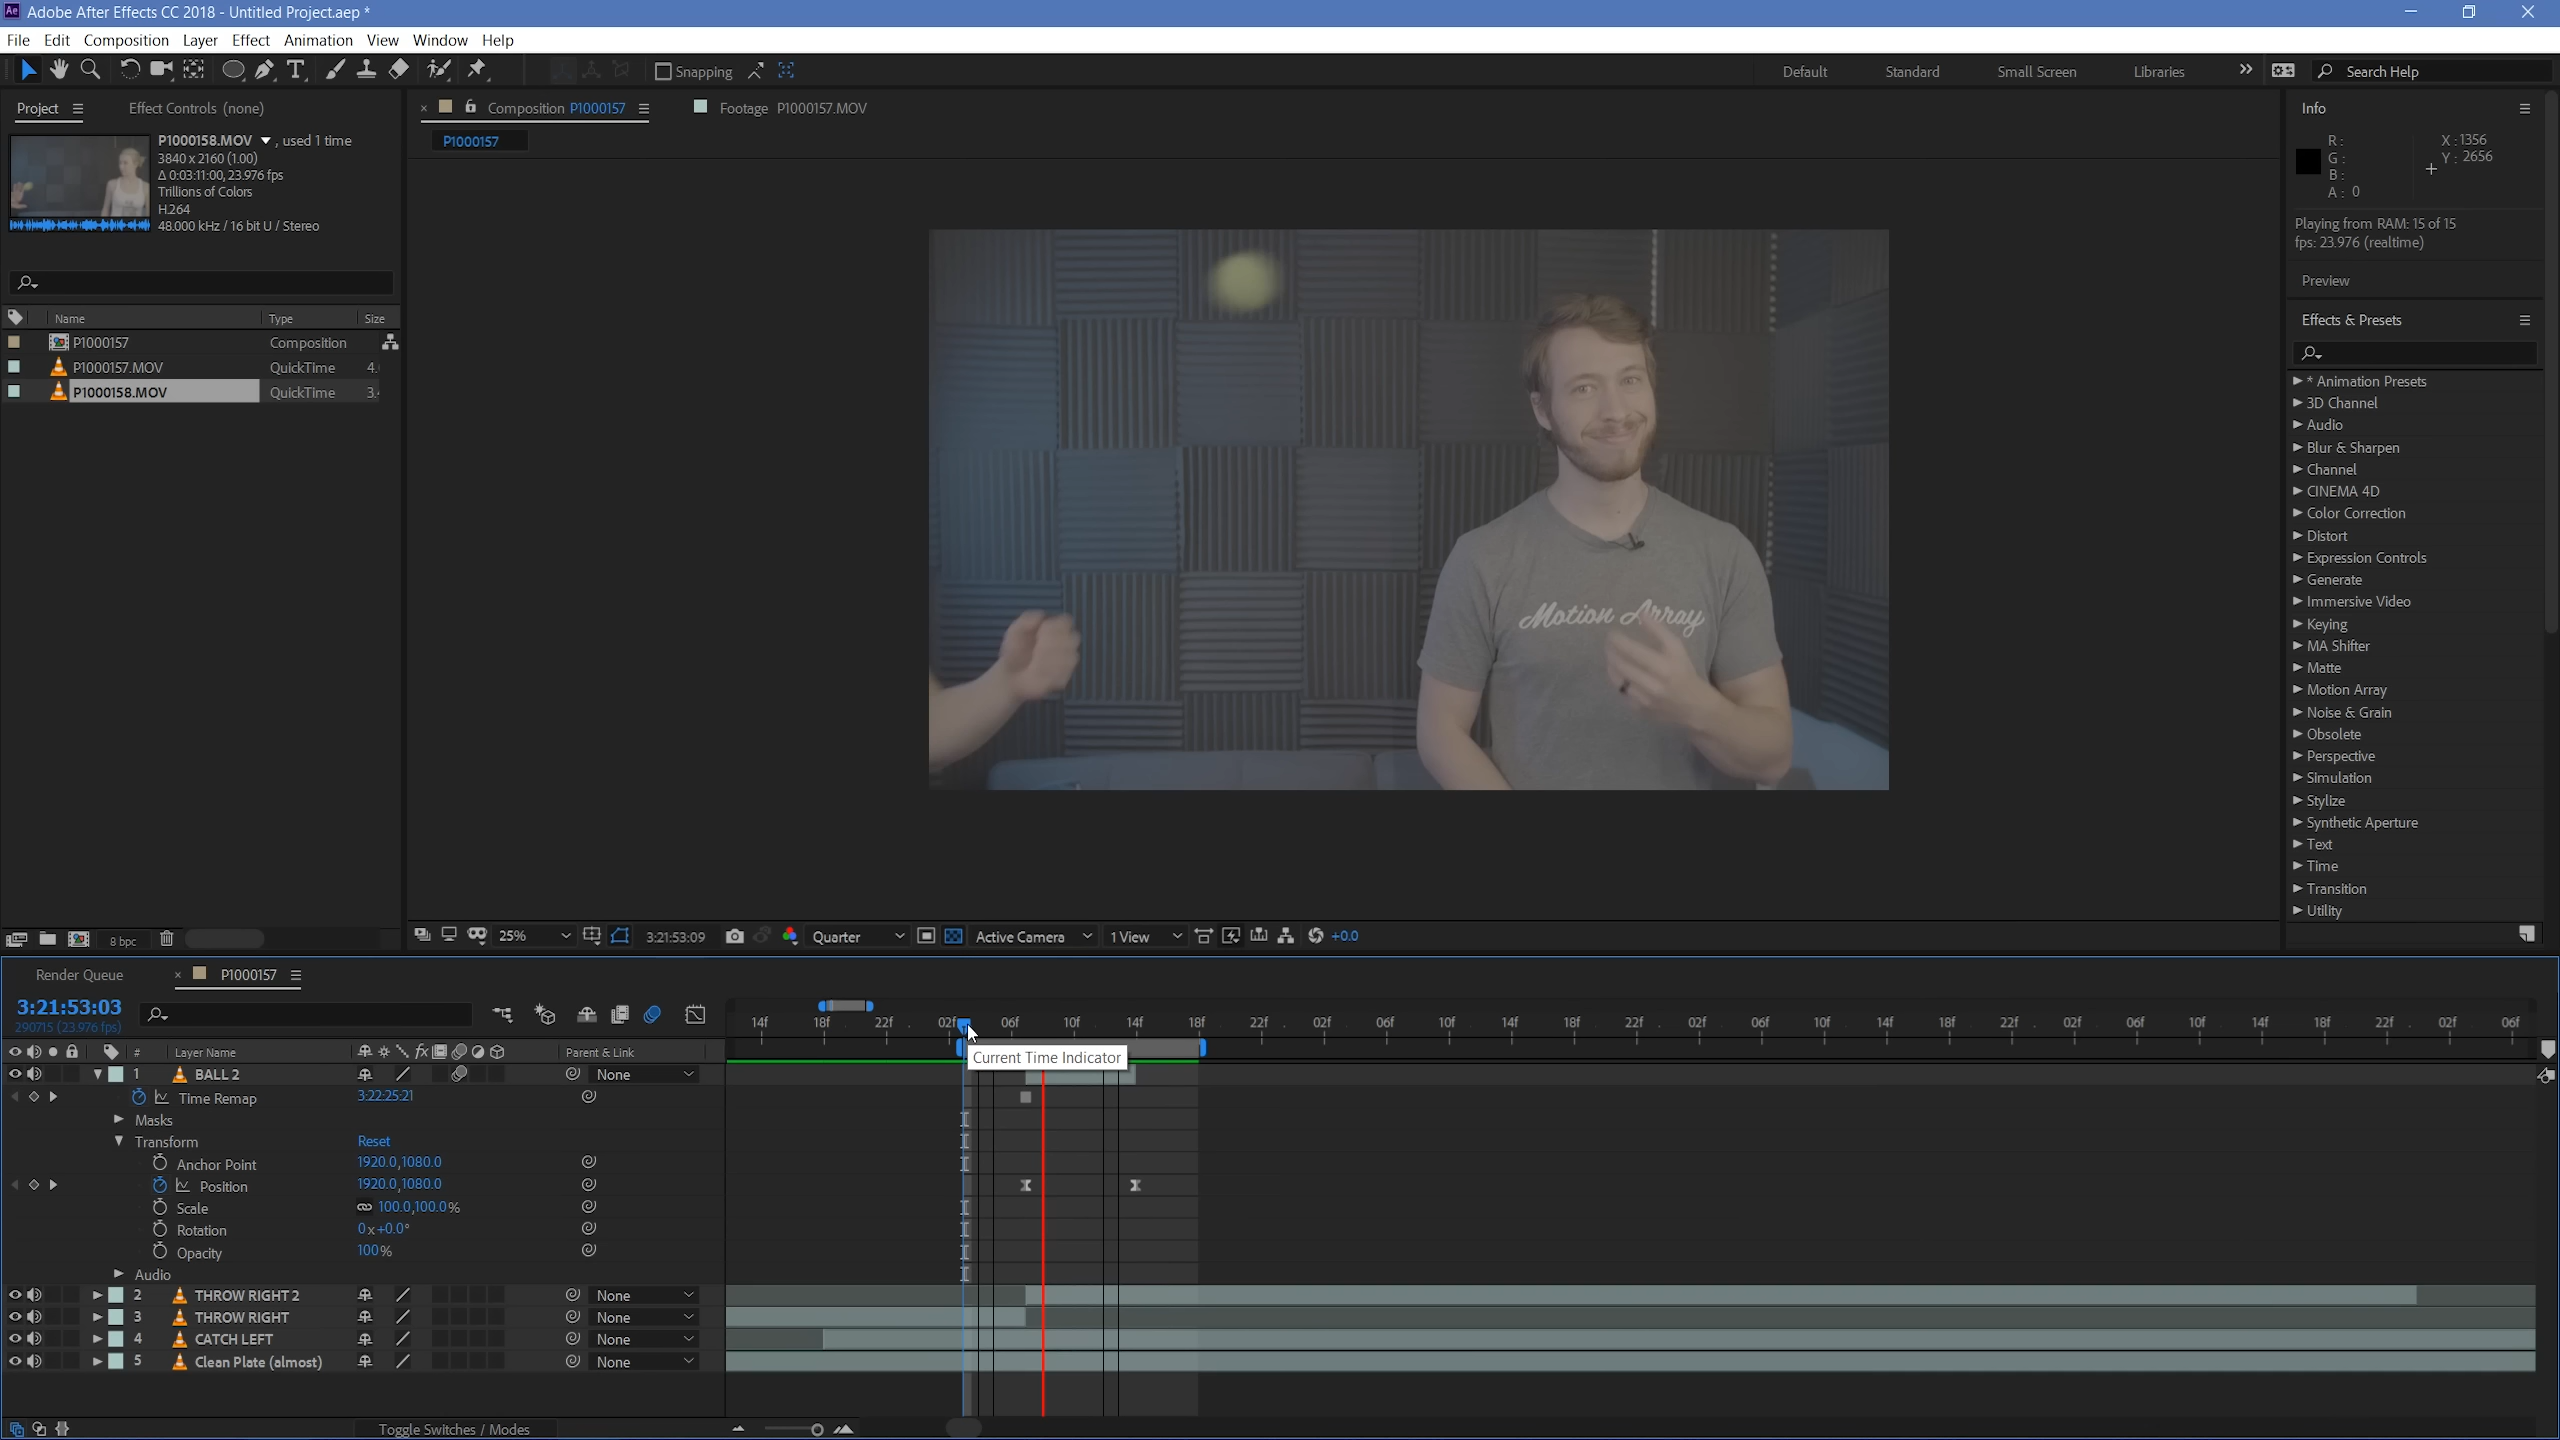 Adobe After Effects CC 2018 - Untitled Project.aep *
File Edit Composition Layer Effect Animation View Window Help
Snapping
Default Standard Small Screen Libraries
Search Help
Project
Effect Controls (none)
P1000158.MOV , used 1 time
3840 x 2160 (1.00)
Δ 0:03:11:00, 23.976 fps
Trillions of Colors
H.264
48.000 kHz / 16 bit U / Stereo
Name Type Size
P1000157 Composition
P1000157.MOV QuickTime 4.
P1000158.MOV QuickTime 3.
8 bpc
Composition P1000157
Footage P1000157.MOV
P1000157
Motion Array
25%
3:21:53:09
Quarter
Active Camera
1 View
+0.0
Info
R :
G :
B :
A : 0
X : 1356
Y : 2656
Playing from RAM: 15 of 15
fps: 23.976 (realtime)
Preview
Effects & Presets
* Animation Presets
3D Channel
Audio
Blur & Sharpen
Channel
CINEMA 4D
Color Correction
Distort
Expression Controls
Generate
Immersive Video
Keying
MA Shifter
Matte
Motion Array
Noise & Grain
Obsolete
Perspective
Simulation
Stylize
Synthetic Aperture
Text
Time
Transition
Utility
Render Queue
P1000157
3:21:53:03
290715 (23.976 fps)
14f 18f 22f 02f 06f 10f 14f 18f 22f 02f 06f 10f 14f 18f 22f 02f 06f 10f 14f 18f 22f 02f 06f 10f 14f 18f 22f 02f 06f
Current Time Indicator
# Layer Name fx Parent & Link
1 BALL 2 None
Time Remap 3:22:25:21
Masks
Transform Reset
Anchor Point 1920.0,1080.0
Position 1920.0,1080.0
Scale 100.0,100.0%
Rotation 0x+0.0°
Opacity 100%
Audio
2 THROW RIGHT 2 None
3 THROW RIGHT None
4 CATCH LEFT None
5 Clean Plate (almost) None
Toggle Switches / Modes